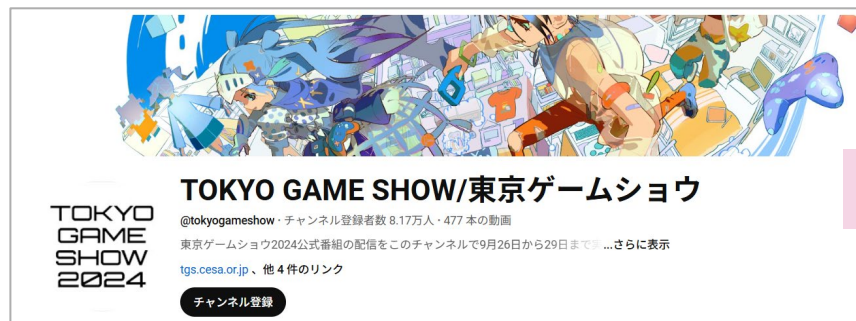 TOKYO
GAME
SHOW
2024
TOKYO GAME SHOW/東京ゲームショウ
@tokyogameshow・チャンネル登録者数 8.17万人・477 本の動画
東京ゲームショウ2024公式番組の配信をこのチャンネルで9月26日から29日まで ...さらに表示
tgs.cesa.or.jp 、他 4 件のリンク
チャンネル登録